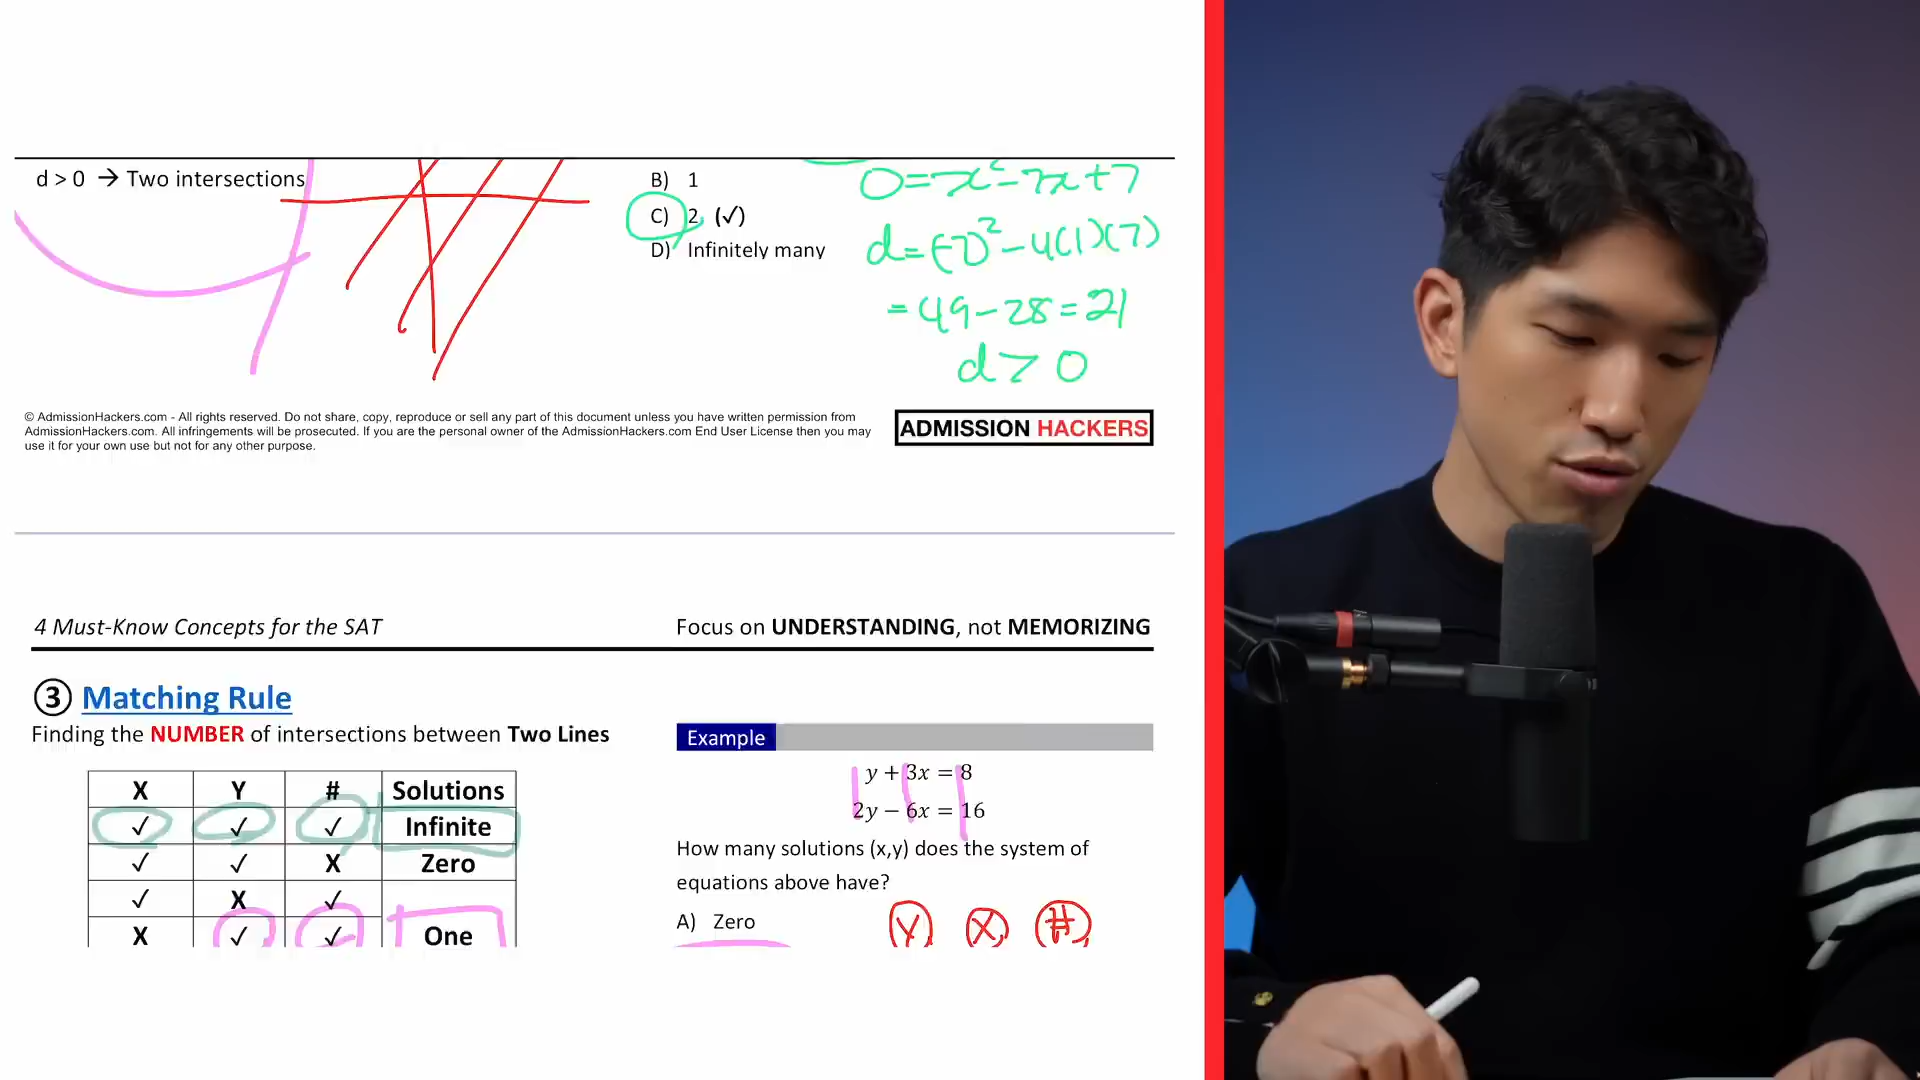 d > 0 → Two intersections
B) 1
C) 2 (✓)
D) Infinitely many
0=x²-7x+7
d=(-7)²-4(1)(7)
=49-28=21
d>0
© AdmissionHackers.com - All rights reserved. Do not share, copy, reproduce or sell any part of this document unless you have written permission from
AdmissionHackers.com. All infringements will be prosecuted. If you are the personal owner of the AdmissionHackers.com End User License then you may
use it for your own use but not for any other purpose.
ADMISSION HACKERS
4 Must-Know Concepts for the SAT
Focus on UNDERSTANDING, not MEMORIZING
③ Matching Rule
Finding the NUMBER of intersections between Two Lines
X Y # Solutions
✓ ✓ ✓ Infinite
✓ ✓ X Zero
✓ X ✓
X ✓ ✓ One
Example
y + 3x = 8
2y − 6x = 16
How many solutions (x,y) does the system of
equations above have?
A) Zero
Y X #